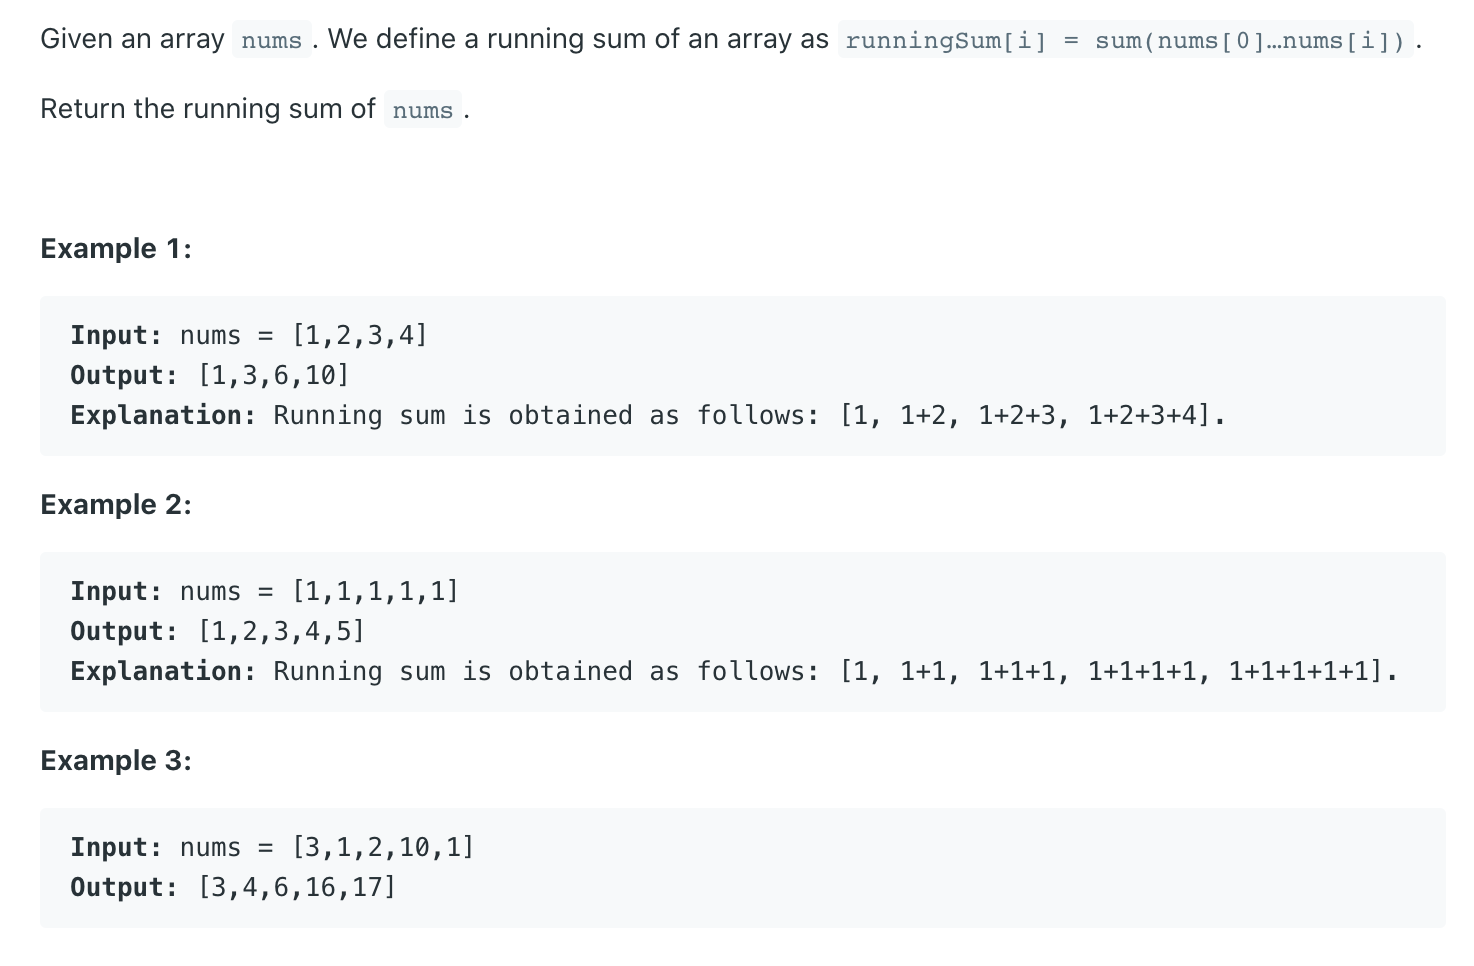 Given an array nums . We define a running sum of an array as runningSum[i] = sum(nums[0]…nums[i]) .
Return the running sum of nums .
Example 1:
Input: nums = [1,2,3,4]
Output: [1,3,6,10]
Explanation: Running sum is obtained as follows: [1, 1+2, 1+2+3, 1+2+3+4].
Example 2:
Input: nums = [1,1,1,1,1]
Output: [1,2,3,4,5]
Explanation: Running sum is obtained as follows: [1, 1+1, 1+1+1, 1+1+1+1, 1+1+1+1+1].
Example 3:
Input: nums = [3,1,2,10,1]
Output: [3,4,6,16,17]